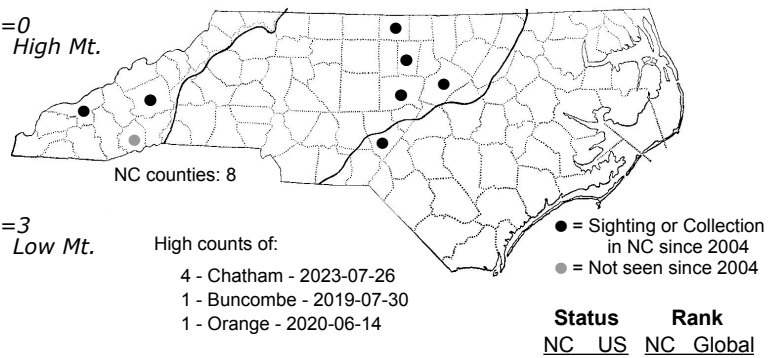 =0
High Mt.
NC counties: 8
=3
Low Mt.
High counts of:
4 - Chatham - 2023-07-26
1 - Buncombe - 2019-07-30
1 - Orange - 2020-06-14
= Sighting or Collection
in NC since 2004
= Not seen since 2004
Status Rank
NC US NC Global